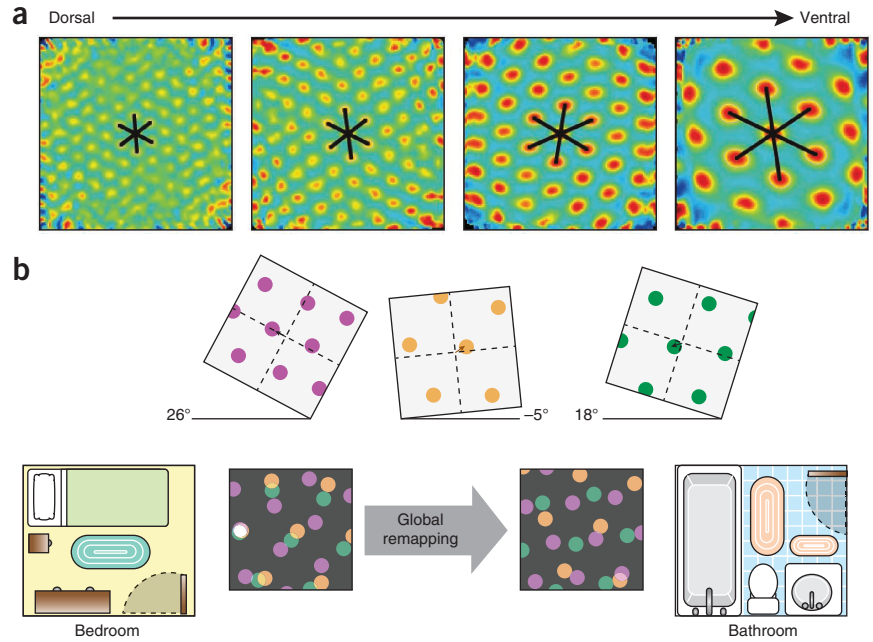 a
Dorsal
Ventral
b
26°
–5°
18°
Global
remapping
Bedroom
Bathroom